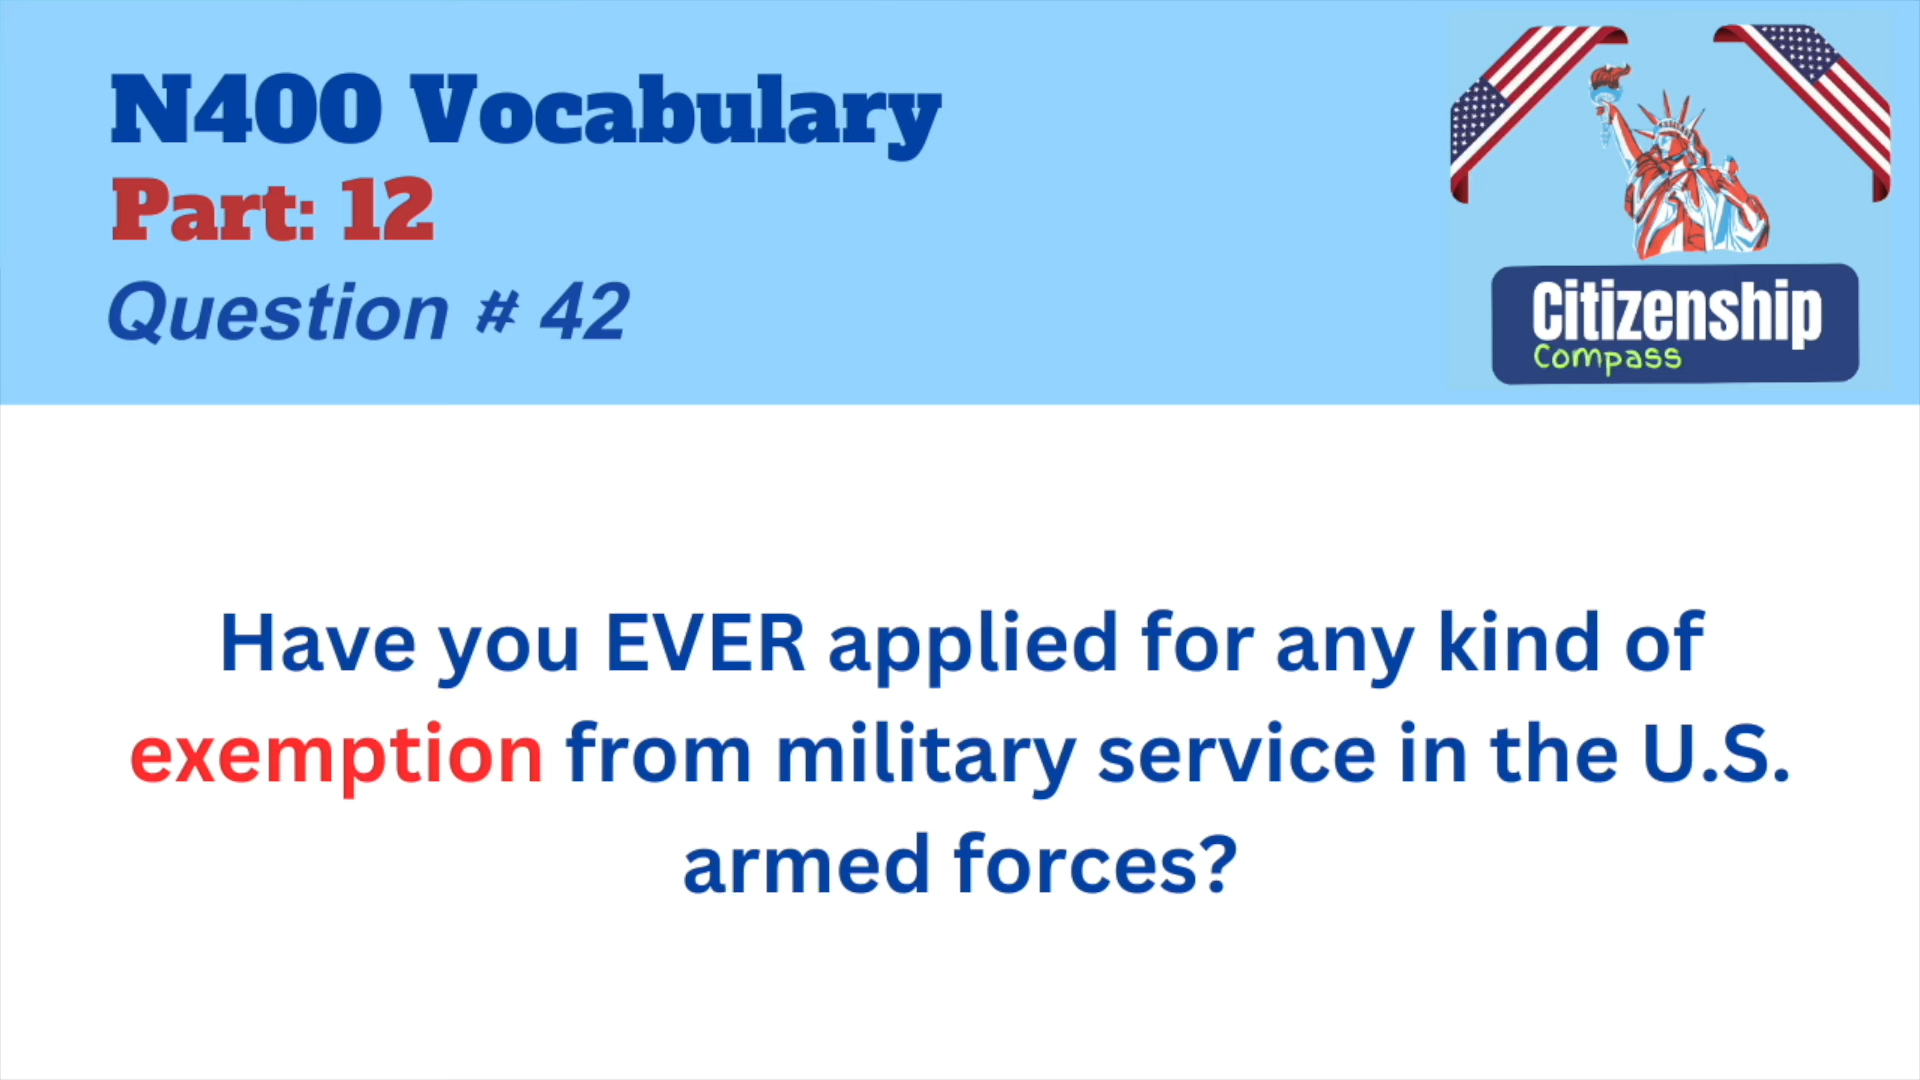 N400 Vocabulary
Part: 12
Question # 42
Citizenship
Compass
Have you EVER applied for any kind of
exemption from military service in the U.S.
armed forces?